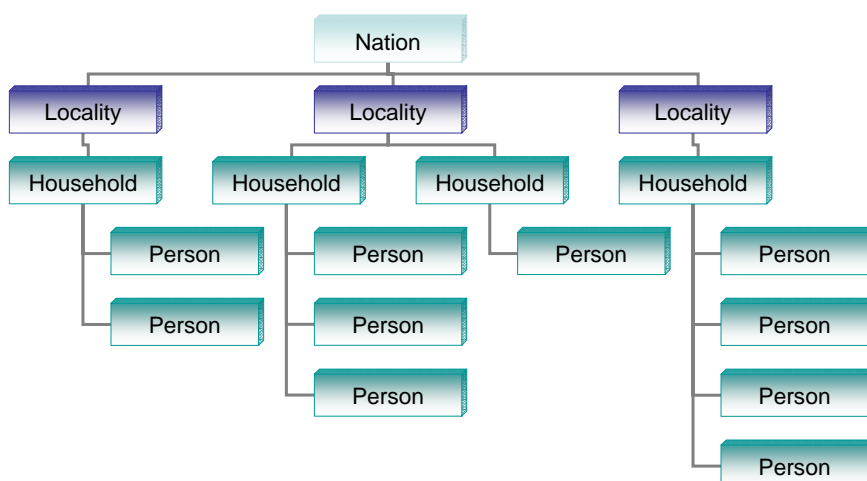 Nation
Locality Locality Locality
Household Household Household Household
Person Person Person Person
Person Person Person
Person Person
Person